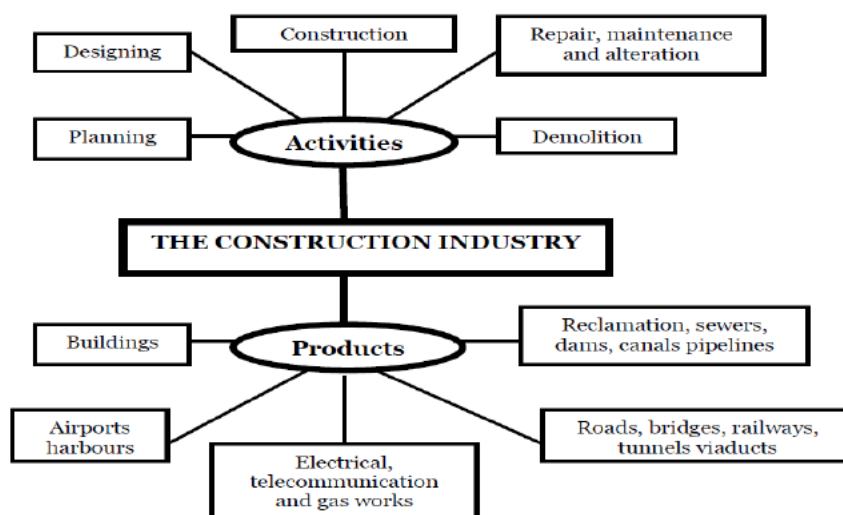 Construction
Repair, maintenance
and alteration
Designing
Planning
Activities
Demolition
THE CONSTRUCTION INDUSTRY
Buildings
Products
Reclamation, sewers,
dams, canals pipelines
Airports
harbours
Electrical,
telecommunication
and gas works
Roads, bridges, railways,
tunnels viaducts